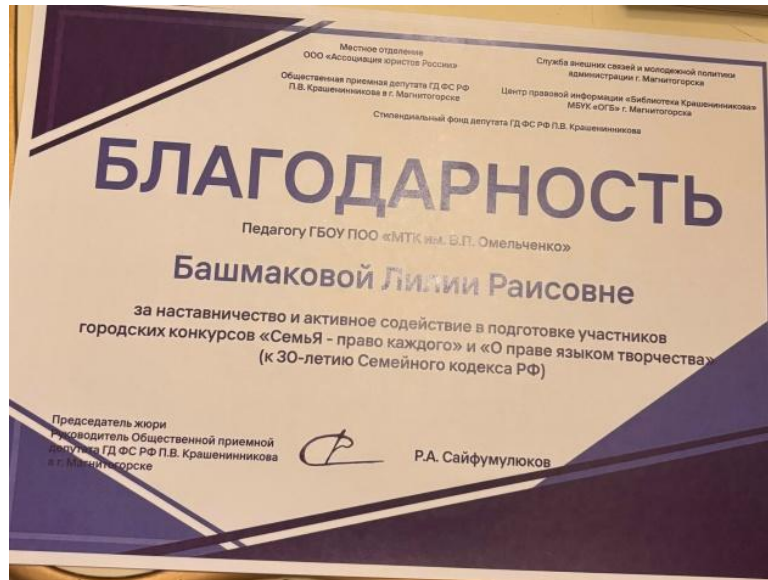 Местное отделение
ООО «Ассоциация юристов России»
Общественная приемная депутата ГД ФС РФ
П.В. Крашенинникова в г. Магнитогорске
Служба внешних связей и молодежной политики
администрации г. Магнитогорска
Центр правовой информации «Библиотека Крашенинникова»
МБУК «ОГБ» г. Магнитогорска
Стипендиальный фонд депутата ГД ФС РФ П.В. Крашенинникова
БЛАГОДАРНОСТЬ
Педагогу ГБОУ ПОО «МТК им. В.П. Омельченко»
Башмаковой Лилии Раисовне
за наставничество и активное содействие в подготовке участников
городских конкурсов «СемьЯ - право каждого» и «О праве языком творчества»
(к 30-летию Семейного кодекса РФ)
Председатель жюри
Руководитель Общественной приемной
депутата ГД ФС РФ П.В. Крашенинникова
в г. Магнитогорске
Р.А. Сайфумулюков